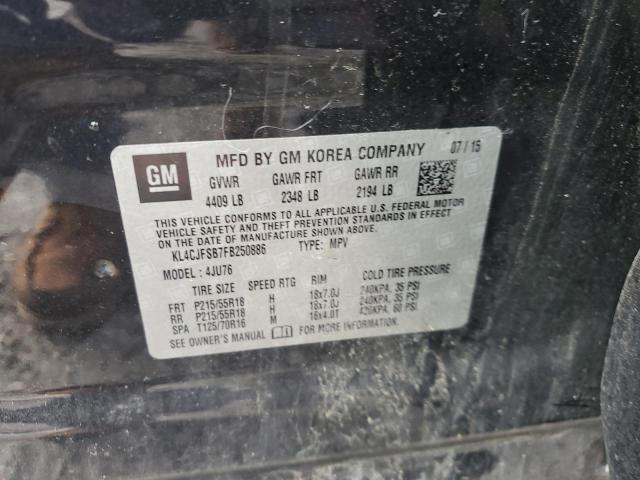 GM MFD BY GM KOREA COMPANY 07 / 15
GVWR GAWR FRT GAWR RR
4409 LB 2348 LB 2194 LB
THIS VEHICLE CONFORMS TO ALL APPLICABLE U.S. FEDERAL MOTOR
VEHICLE SAFETY AND THEFT PREVENTION STANDARDS IN EFFECT ON
THE DATE OF MANUFACTURE SHOWN ABOVE.
KL4CJFSB7FB250886 TYPE: MPV
MODEL: 4JU76
TIRE SIZE SPEED RTG RIM COLD TIRE PRESSURE
FRT P215/55R18 H 18x7.0J 240KPA, 35 PSI
RR P215/55R18 H 18x7.0J 240KPA, 35 PSI
SPA T125/70R16 M 16x4.0T 420KPA, 60 PSI
SEE OWNER'S MANUAL FOR MORE INFORMATION.